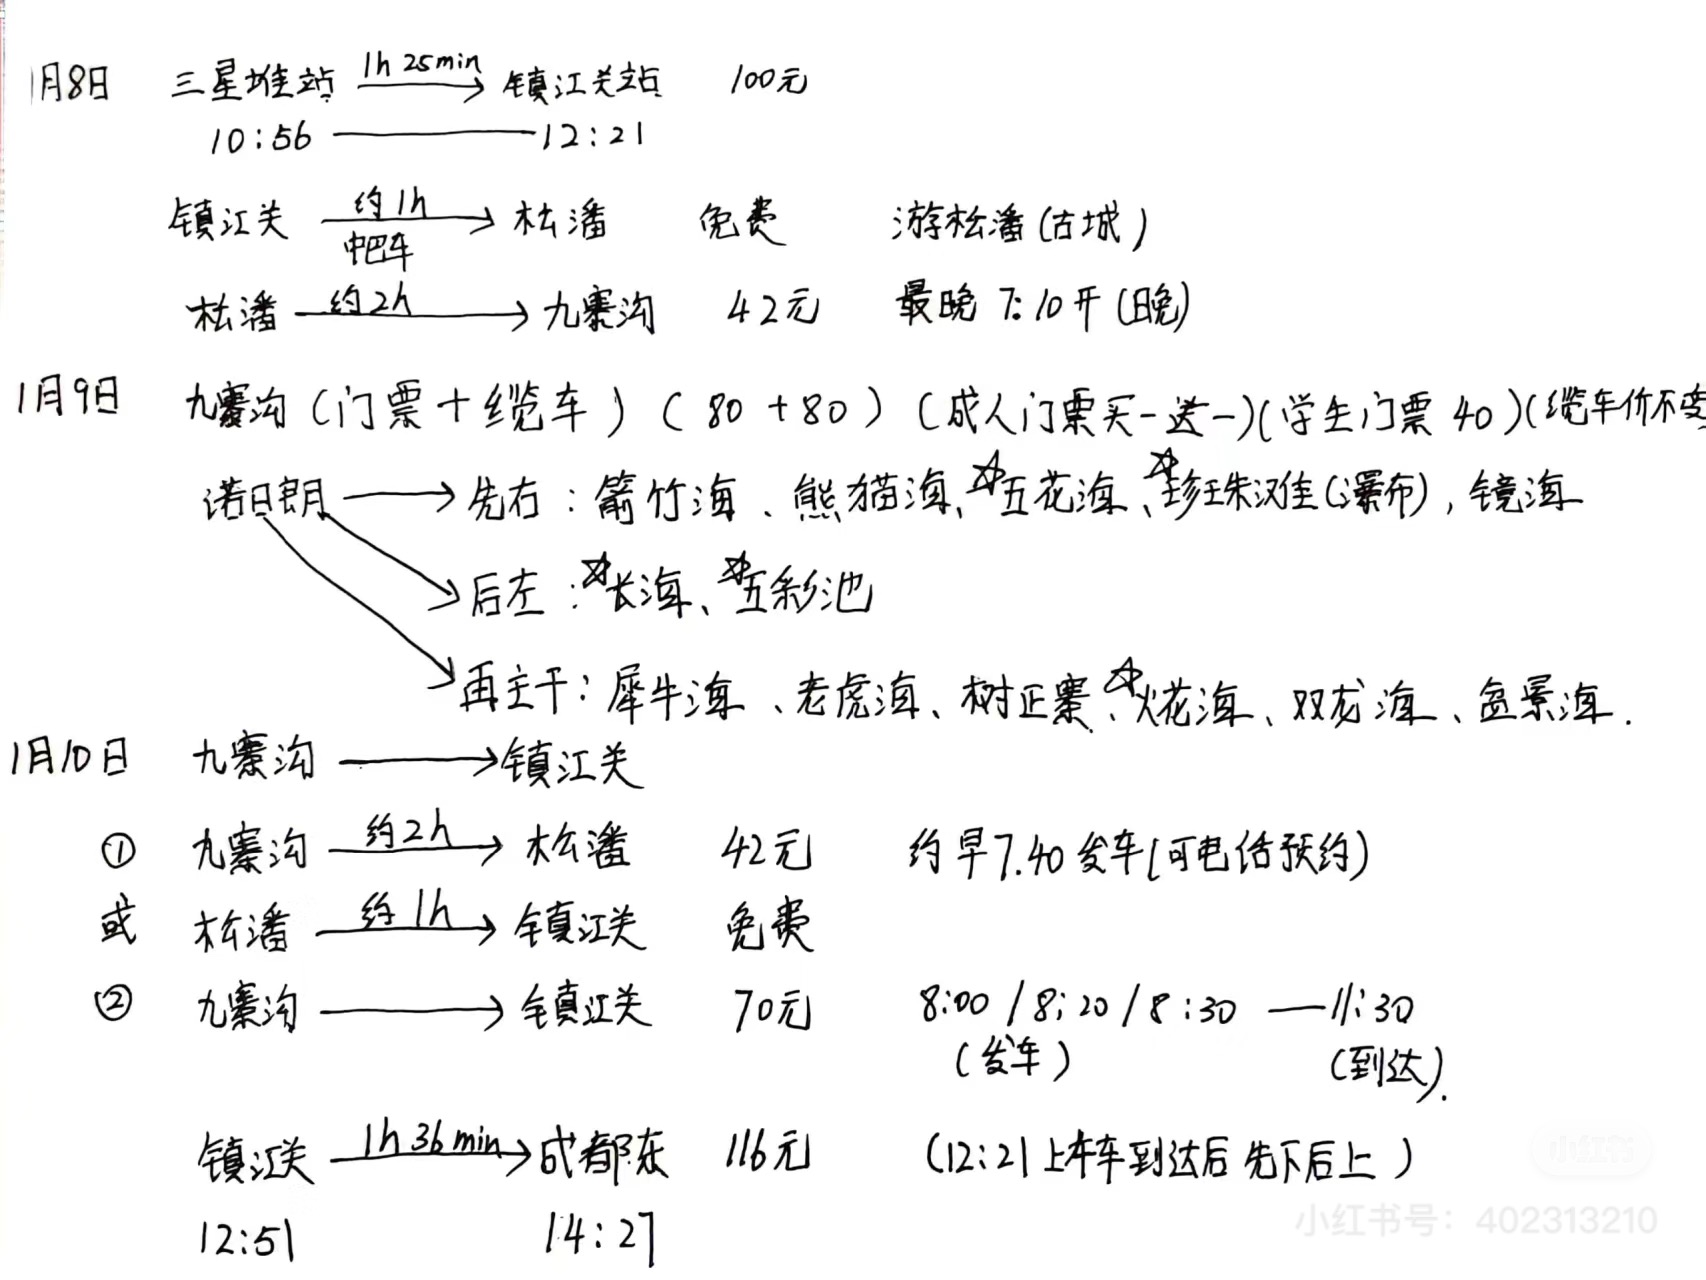 1月8日 三星堆站 1h 25min 镇江关站 100元
10:56 12:21
镇江关 约1h 松潘 免费 游松潘(古城)
中巴车
松潘 约2h 九寨沟 42元 最晚 7:10开(晚)
1月9日 九寨沟(门票+缆车)(80+80)(成人门票买一送一)(学生门票40)(缆车价不变
诺日朗 先右:箭竹海、熊猫海、☆五花海、☆珍珠滩(瀑布),镜海
后左:☆长海、☆五彩池
再主干:犀牛海、老虎海、树正寨、☆火花海、双龙海、盆景海.
1月10日 九寨沟 镇江关
① 九寨沟 约2h 松潘 42元 约早7.40发车(可电话预约)
或 松潘 约1h 镇江关 免费
② 九寨沟 镇江关 70元 8:00/8:20/8:30 —11:30
(发车) (到达).
镇江关 1h 36min 成都东 116元 (12:21上车到达后先下后上)
12:51 14:27
小红书
小红书号:402313210